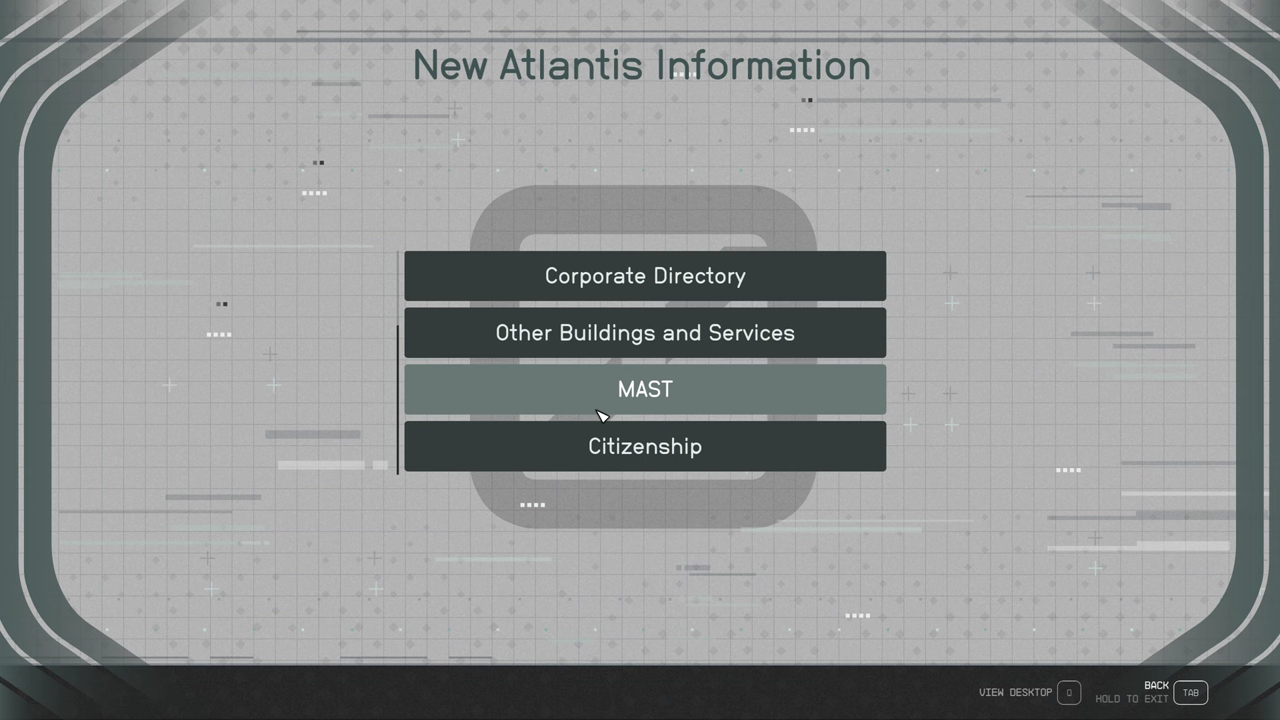 New Atlantis Information
Corporate Directory
Other Buildings and Services
MAST
Citizenship
VIEW DESKTOP Q
BACK
HOLD TO EXIT TAB